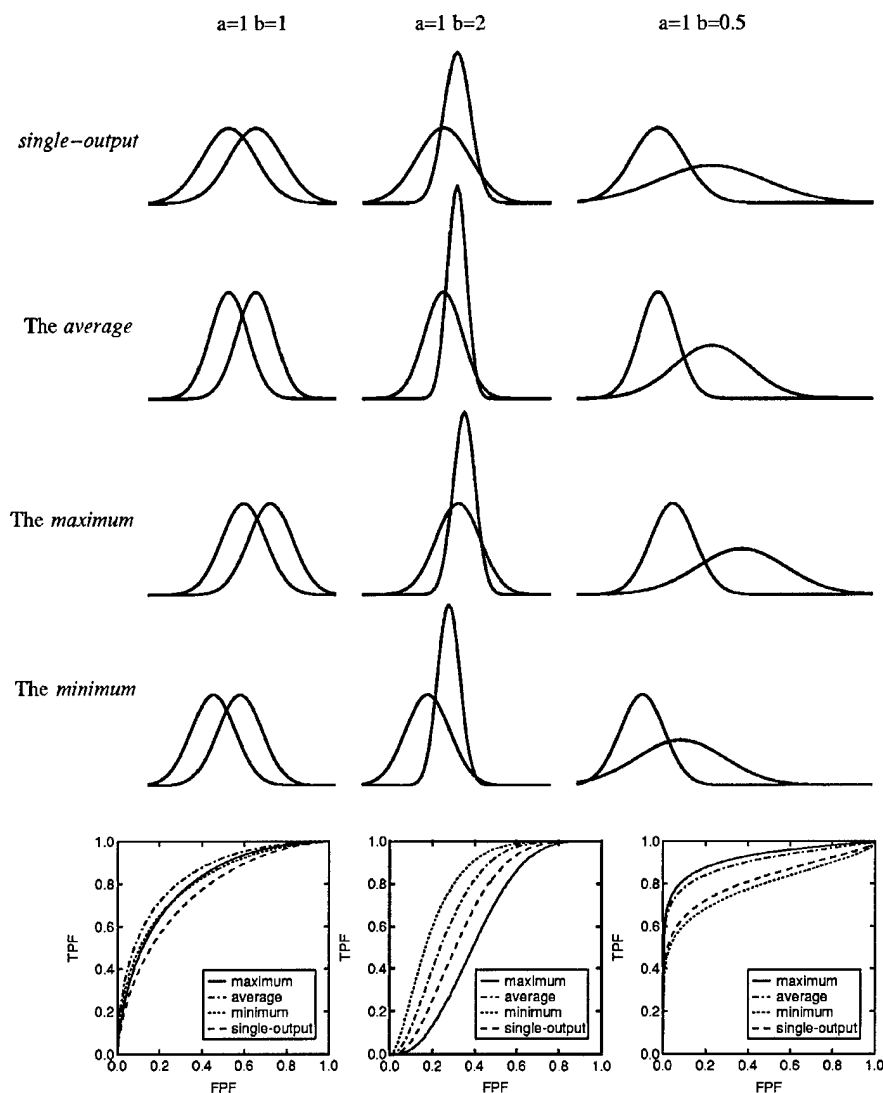 a=1 b=1 a=1 b=2 a=1 b=0.5
single-output
The average
The maximum
The minimum
1.0
0.8
0.6
0.4
0.2
0.0
TPF
0.0 0.2 0.4 0.6 0.8 1.0
FPF
maximum
average
minimum
single-output
1.0
0.8
0.6
0.4
0.2
0.0
TPF
0.0 0.2 0.4 0.6 0.8 1.0
FPF
maximum
average
minimum
single-output
1.0
0.8
0.6
0.4
0.2
0.0
TPF
0.0 0.2 0.4 0.6 0.8 1.0
FPF
maximum
average
minimum
single-output